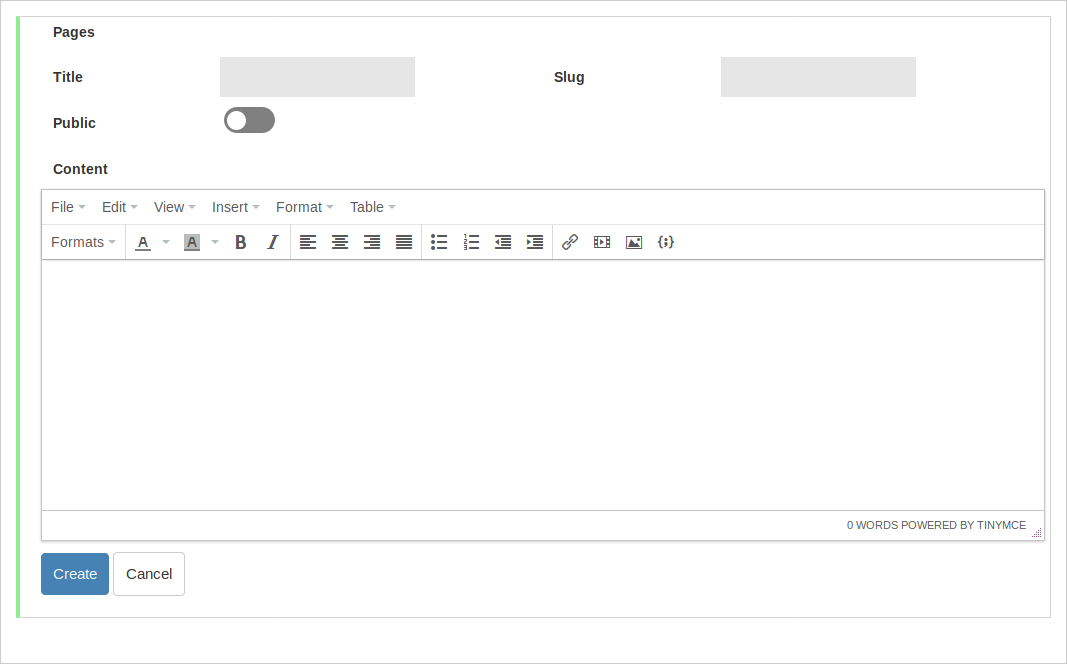 Pages
Title Slug
Public
Content
File Edit View Insert Format Table
Formats A A B I
0 WORDS POWERED BY TINYMCE
Create Cancel